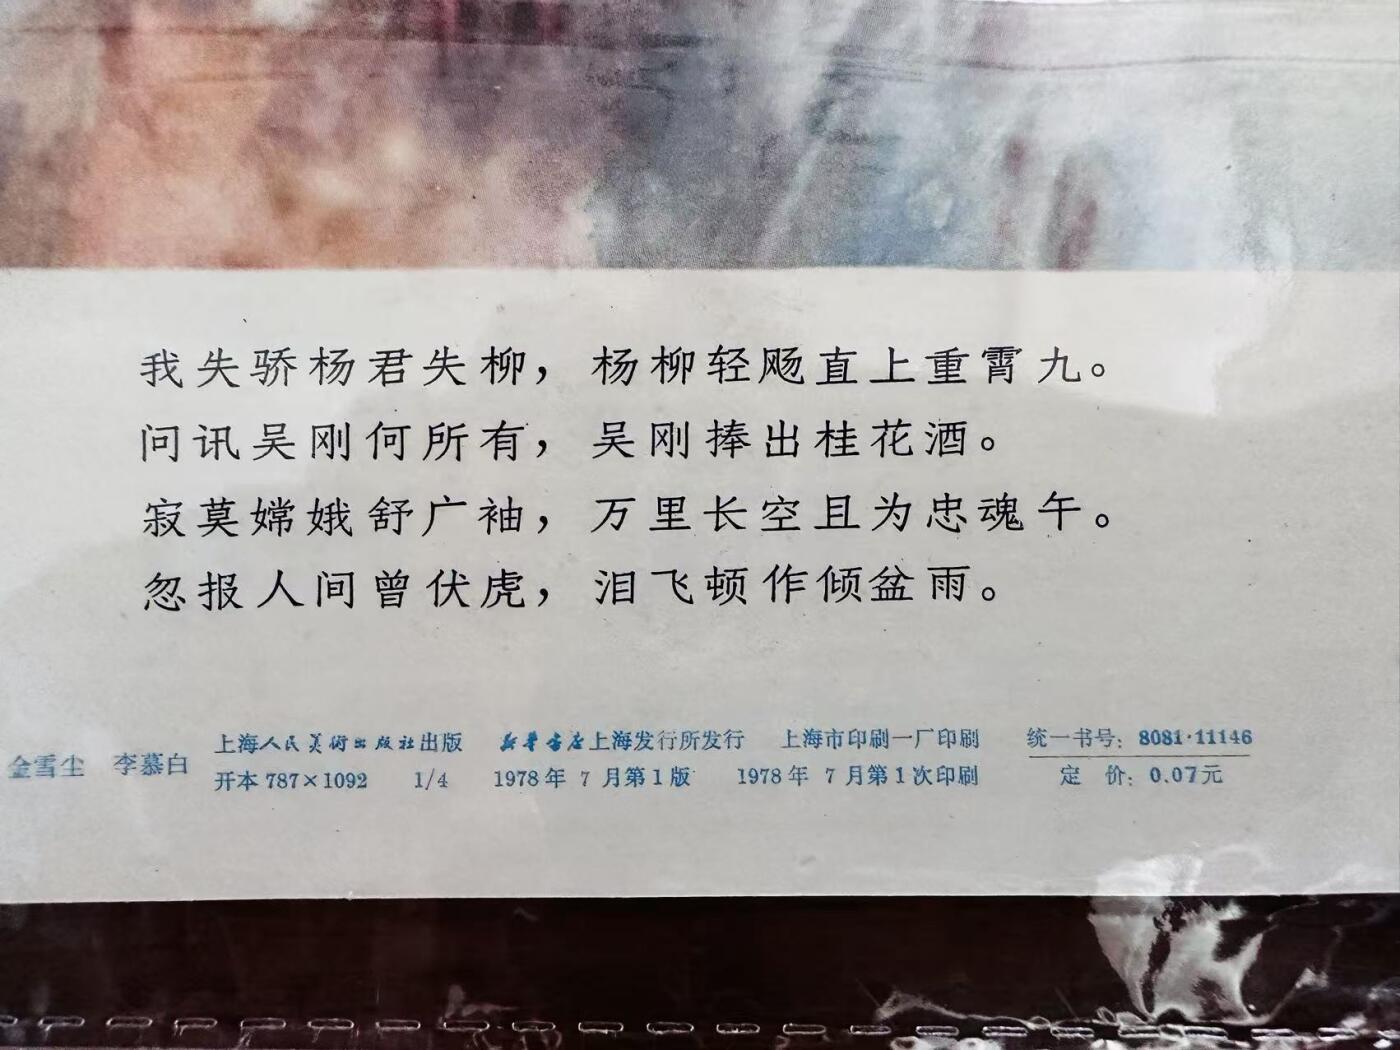 我失骄杨君失柳，杨柳轻飏直上重霄九。
问讯吴刚何所有，吴刚捧出桂花酒。
寂莫嫦娥舒广袖，万里长空且为忠魂午。
忽报人间曾伏虎，泪飞顿作倾盆雨。
金雪尘 李慕白
上海人民美術出版社出版 新华书店上海发行所发行 上海市印刷一厂印刷 统一书号：8081·11146
开本 787×1092 1/4 1978年 7 月第1版 1978年 7 月第1次印刷 定 价：0.07元